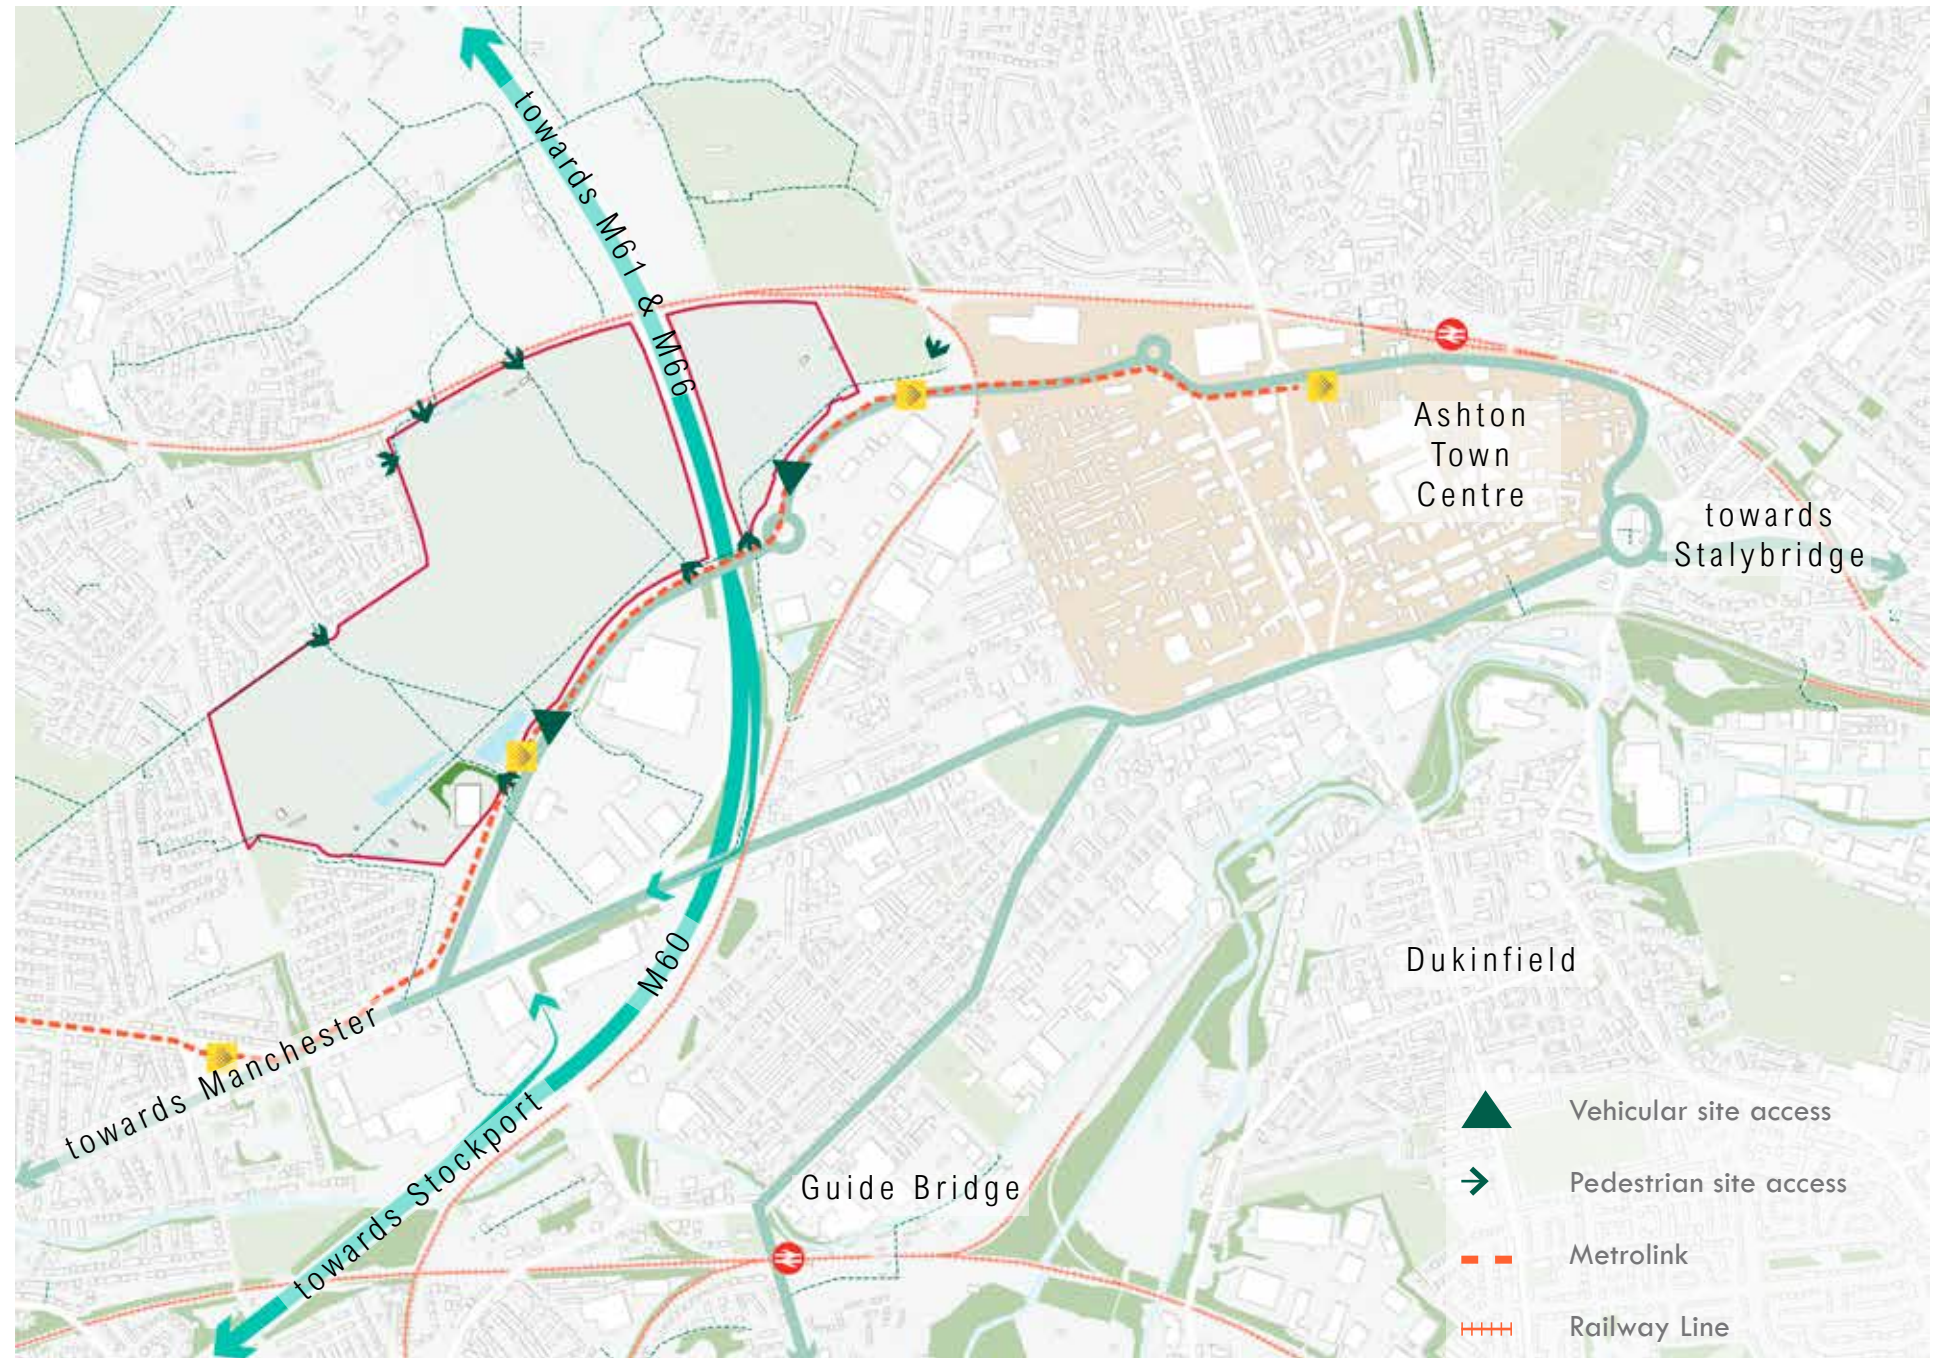 towards M61 & M66
Ashton
Town
Centre
towards
Stalybridge
M60
Dukinfield
towards Manchester
towards Stockport
Guide Bridge
Vehicular site access
Pedestrian site access
Metrolink
Railway Line